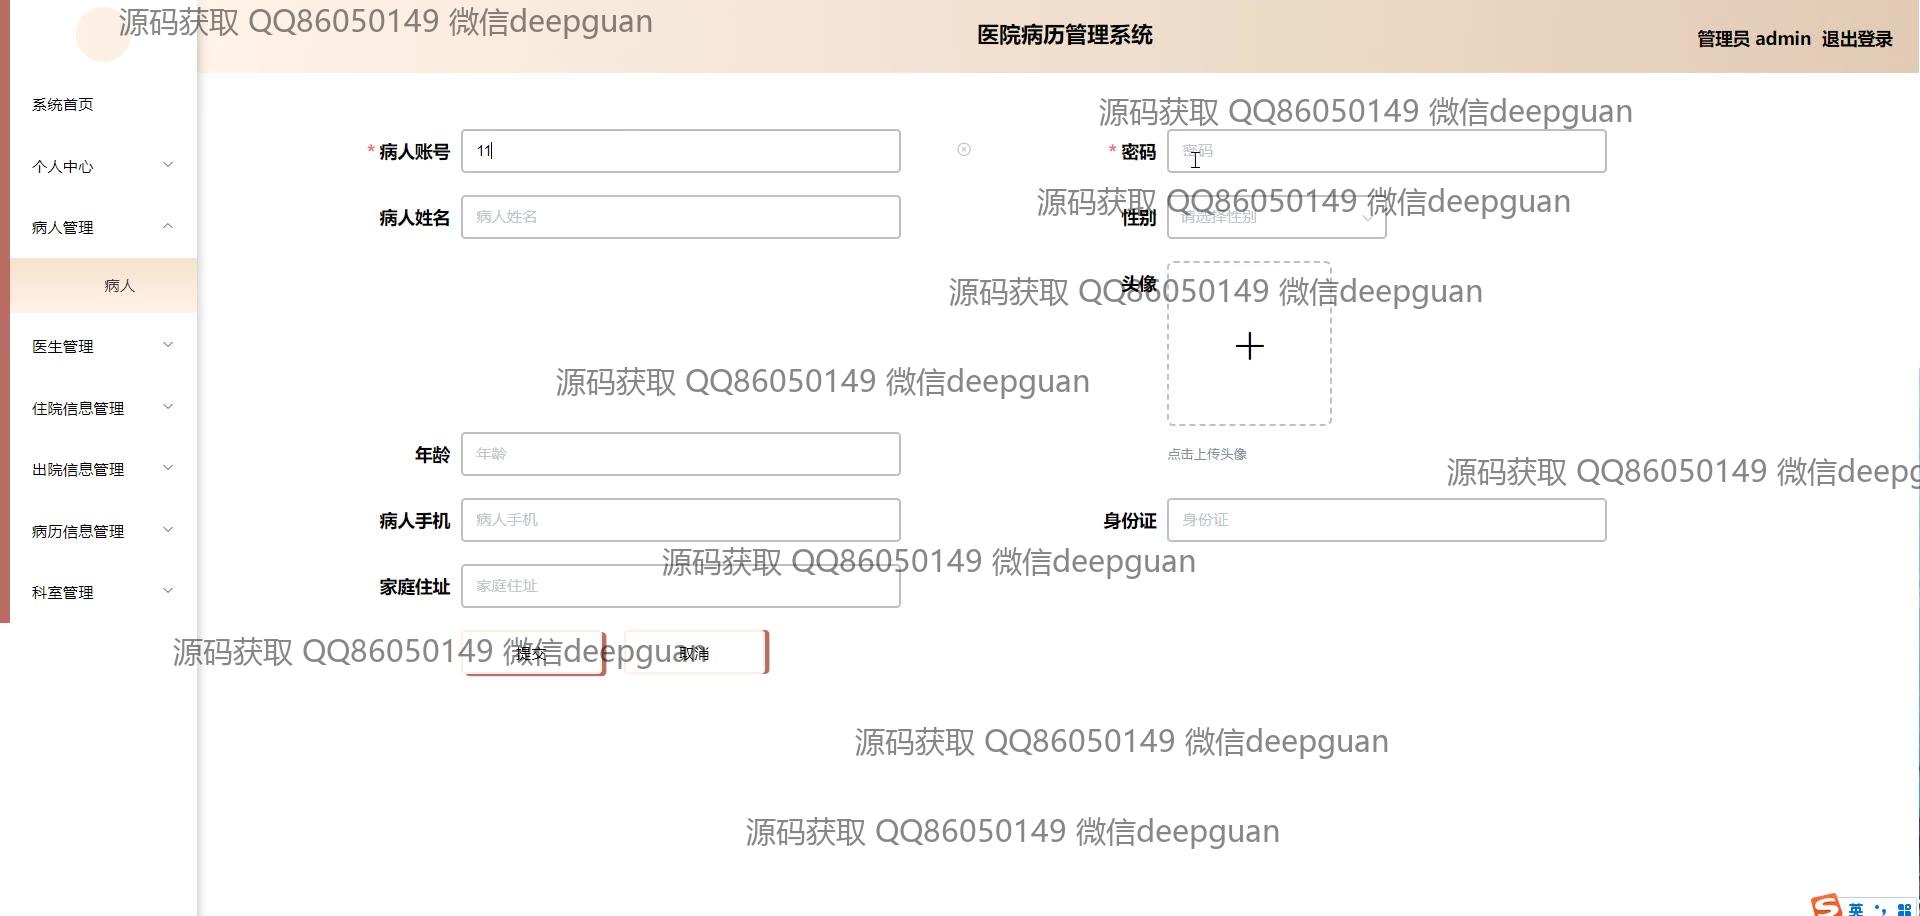 源码获取 QQ86050149 微信deepguan
医院病历管理系统
管理员 admin 退出登录
系统首页
个人中心
病人管理
病人
医生管理
住院信息管理
出院信息管理
病历信息管理
科室管理
源码获取 QQ86050149 微信deepguan
* 病人账号 11
* 密码 密码
源码获取 QQ86050149 微信deepguan
病人姓名 病人姓名
性别 请选择性别
头像
源码获取 QQ86050149 微信deepguan
源码获取 QQ86050149 微信deepguan
年龄 年龄
点击上传头像
源码获取 QQ86050149 微信deepg
病人手机 病人手机
身份证 身份证
源码获取 QQ86050149 微信deepguan
家庭住址 家庭住址
源码获取 QQ86050149 微信deepguan
提交
取消
源码获取 QQ86050149 微信deepguan
源码获取 QQ86050149 微信deepguan
英